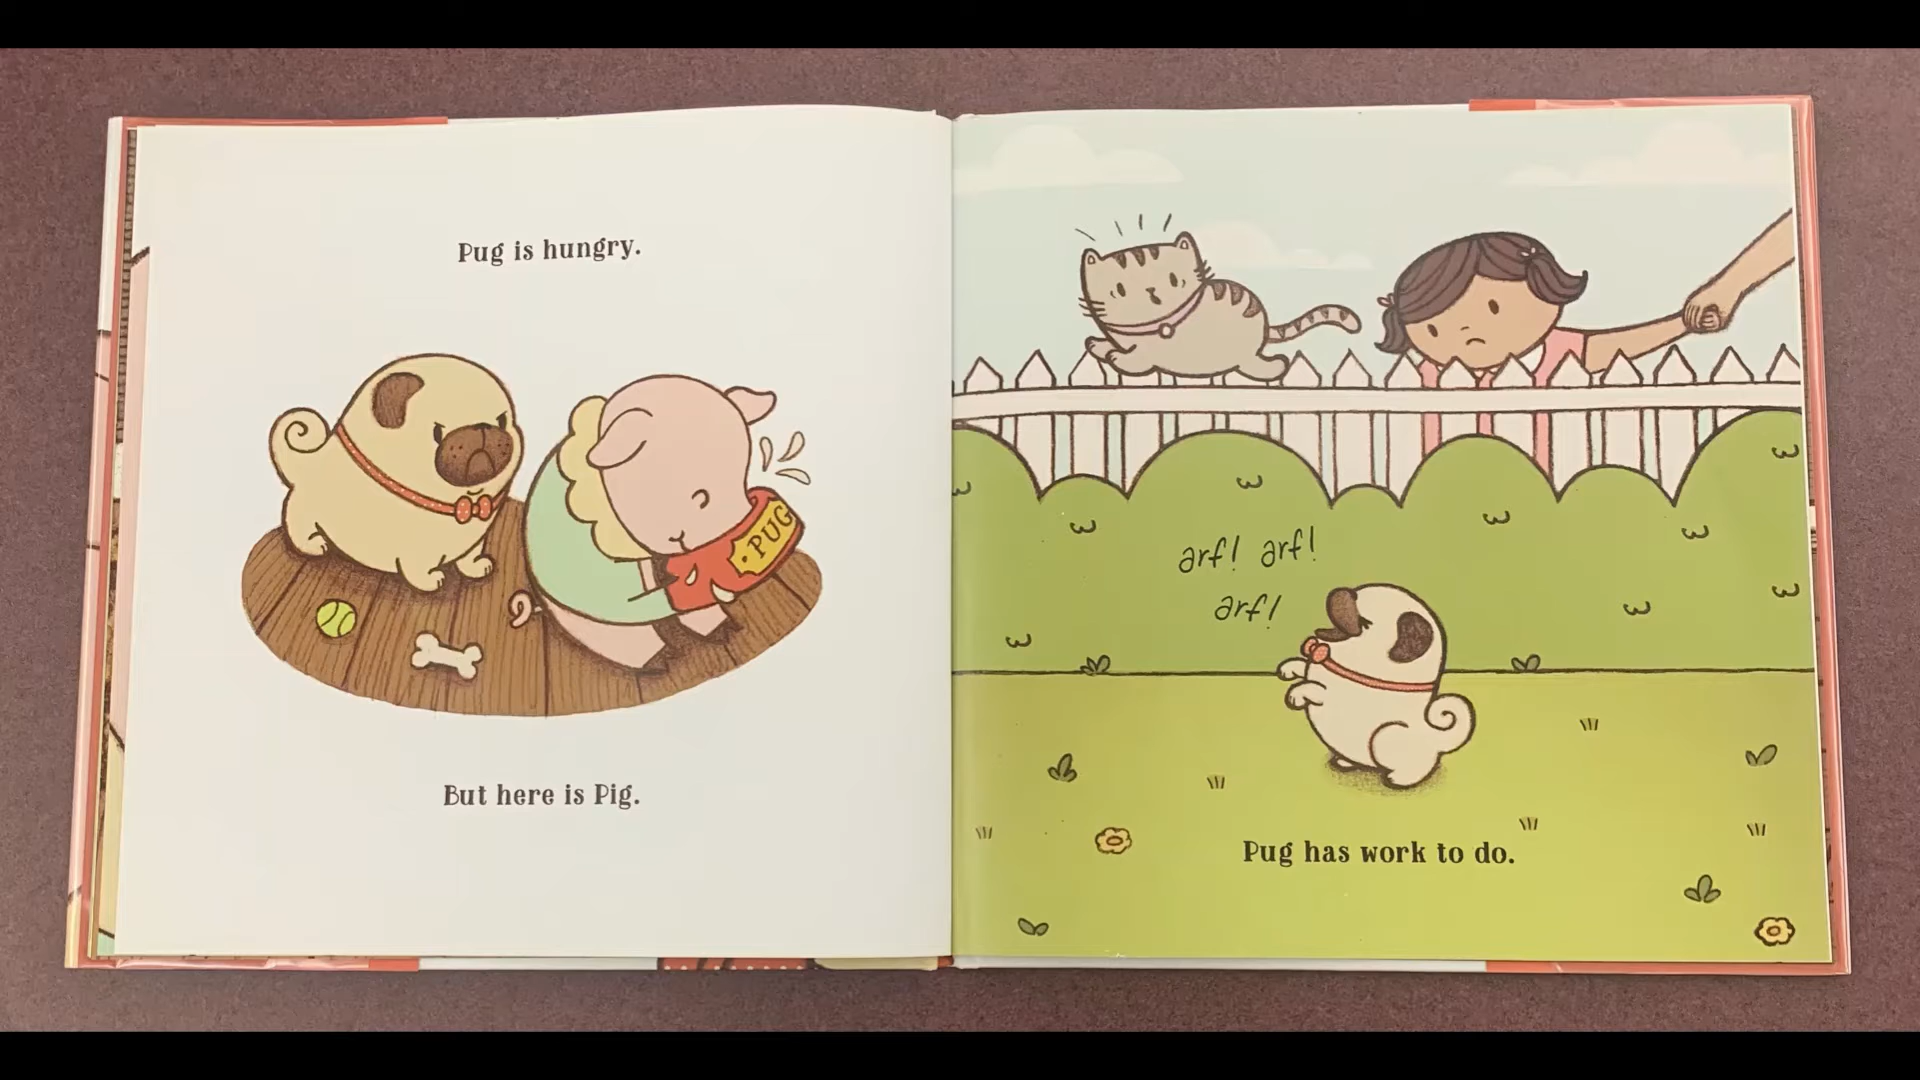 Pug is hungry.
PUG
But here is Pig.
arf! arf!
arf!
Pug has work to do.